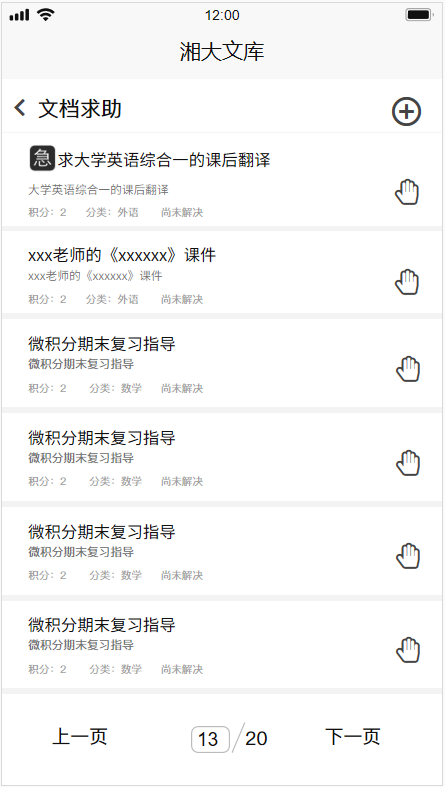 12:00
湘大文库
文档求助
急 求大学英语综合一的课后翻译
大学英语综合一的课后翻译
积分：2 分类：外语 尚未解决
xxx老师的《xxxxxx》课件
xxx老师的《xxxxxx》课件
积分：2 分类：外语 尚未解决
微积分期末复习指导
微积分期末复习指导
积分：2 分类：数学 尚未解决
微积分期末复习指导
微积分期末复习指导
积分：2 分类：数学 尚未解决
微积分期末复习指导
微积分期末复习指导
积分：2 分类：数学 尚未解决
微积分期末复习指导
微积分期末复习指导
积分：2 分类：数学 尚未解决
上一页 13/20 下一页